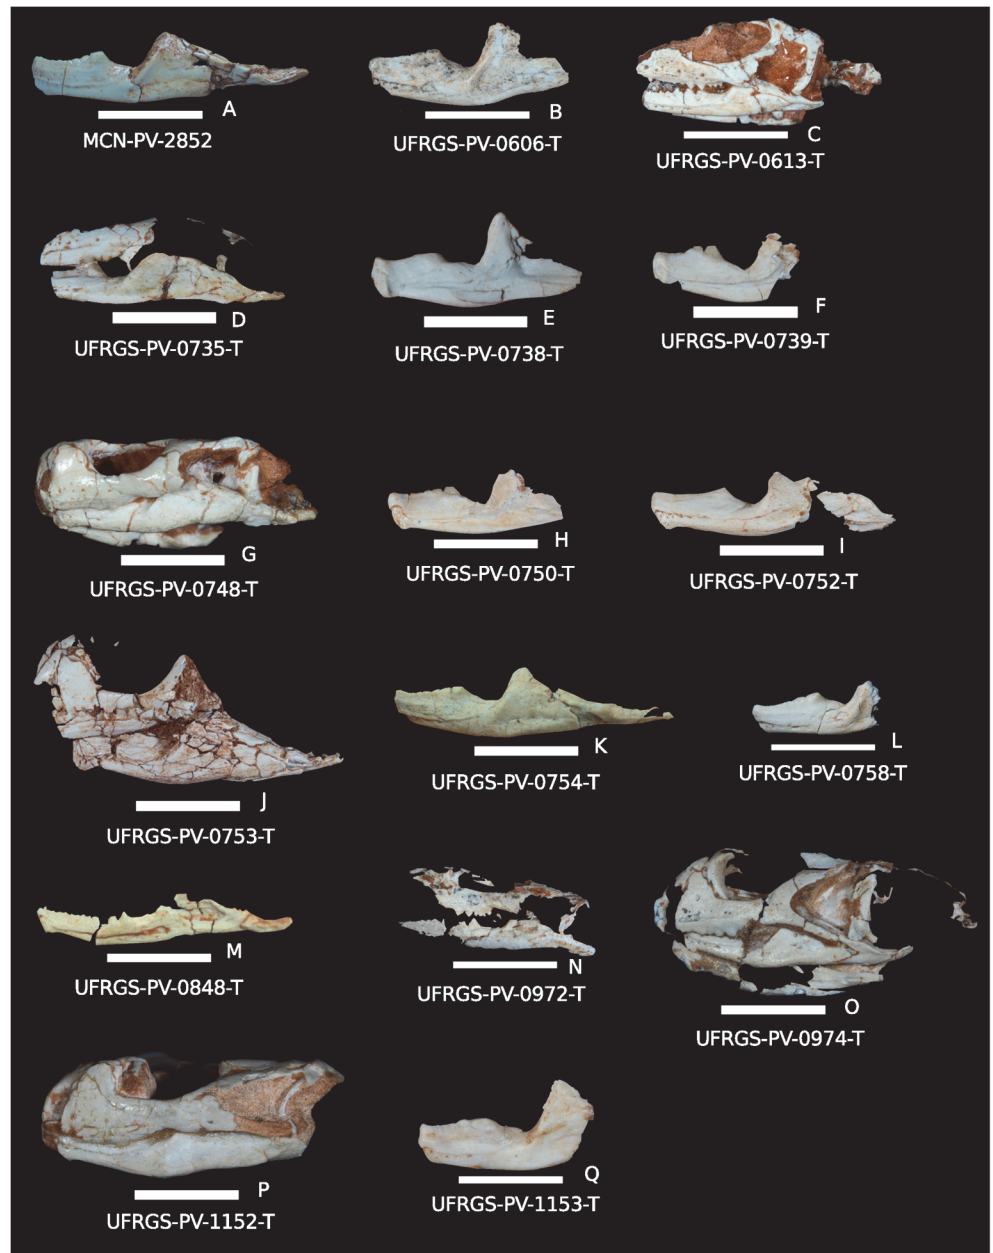 A
MCN-PV-2852
B
UFRGS-PV-0606-T
C
UFRGS-PV-0613-T
D
UFRGS-PV-0735-T
E
UFRGS-PV-0738-T
F
UFRGS-PV-0739-T
G
UFRGS-PV-0748-T
H
UFRGS-PV-0750-T
I
UFRGS-PV-0752-T
J
UFRGS-PV-0753-T
K
UFRGS-PV-0754-T
L
UFRGS-PV-0758-T
M
UFRGS-PV-0848-T
N
UFRGS-PV-0972-T
O
UFRGS-PV-0974-T
P
UFRGS-PV-1152-T
Q
UFRGS-PV-1153-T